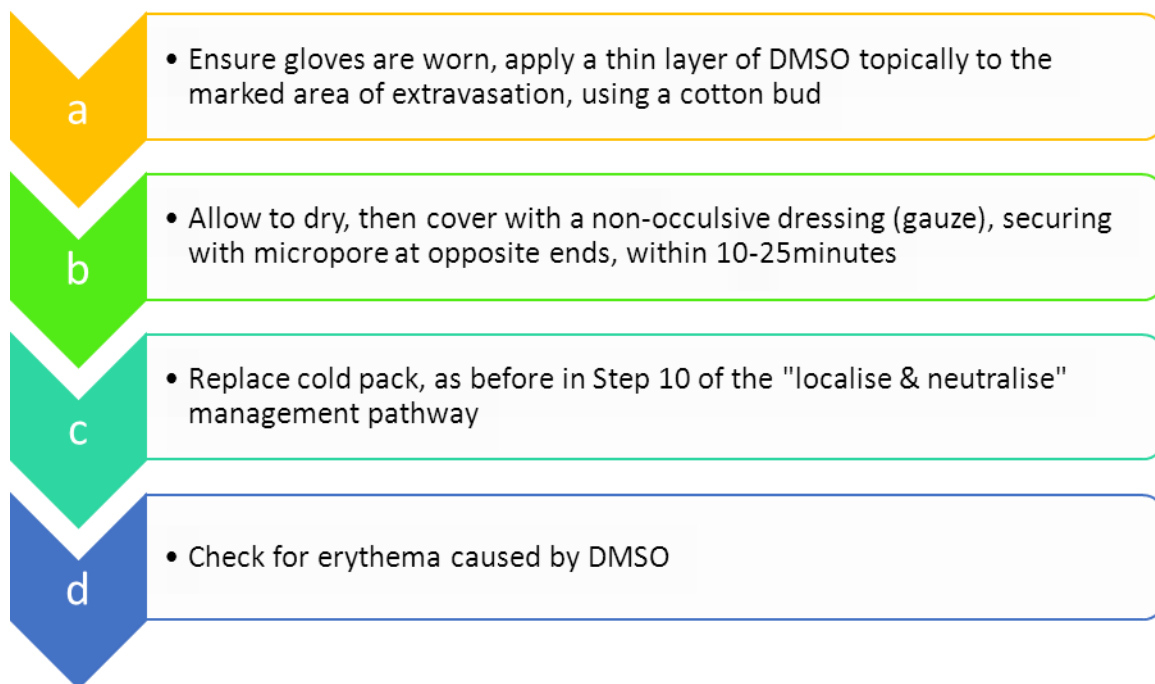 a
• Ensure gloves are worn, apply a thin layer of DMSO topically to the
marked area of extravasation, using a cotton bud
b
• Allow to dry, then cover with a non-occulsive dressing (gauze), securing
with micropore at opposite ends, within 10-25minutes
c
• Replace cold pack, as before in Step 10 of the "localise & neutralise"
management pathway
d
• Check for erythema caused by DMSO